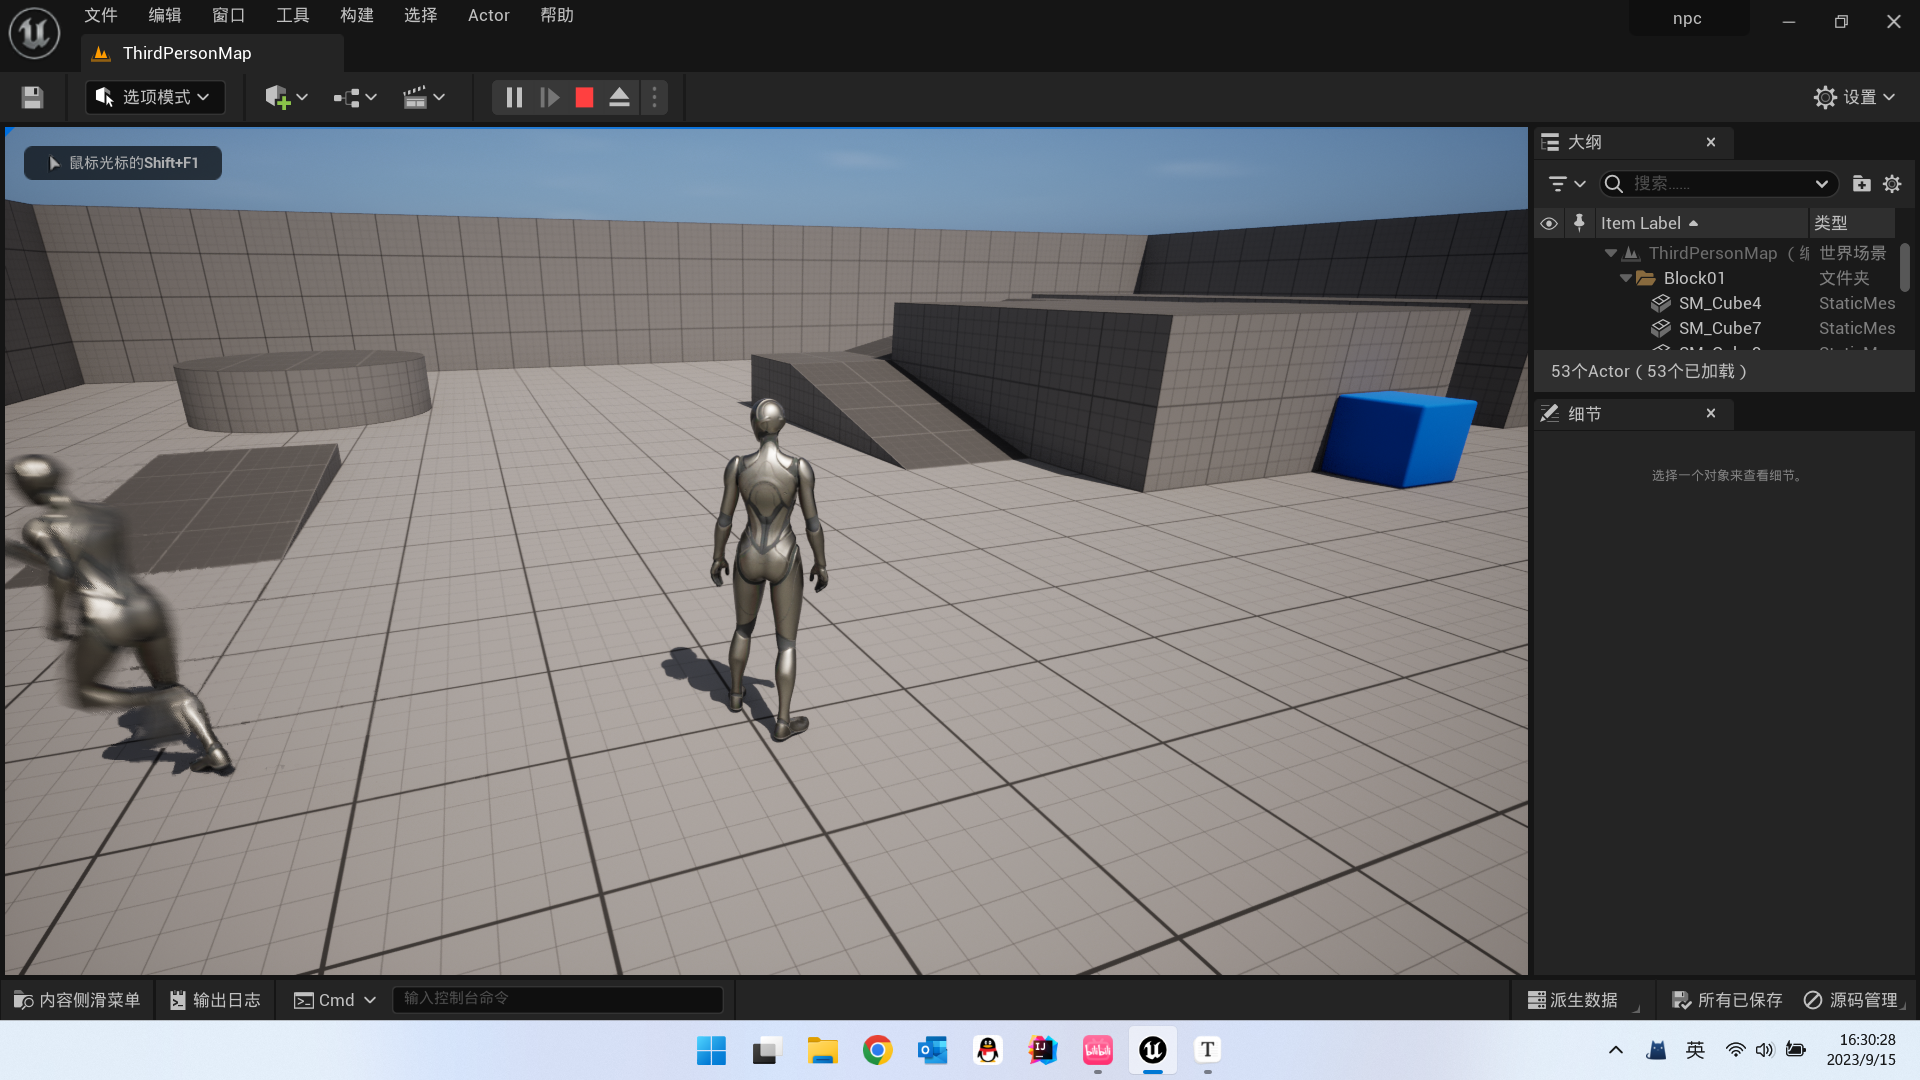 文件 编辑 窗口 工具 构建 选择 Actor 帮助
npc
ThirdPersonMap
选项模式
设置
鼠标光标的Shift+F1
大纲
搜索……
Item Label 类型
ThirdPersonMap 世界场景
Block01 文件夹
SM_Cube4 StaticMes
SM_Cube7 StaticMes
53个Actor（53个已加载）
细节
选择一个对象来查看细节。
内容侧滑菜单 输出日志 Cmd 输入控制台命令 派生数据 所有已保存 源码管理
英
16:30:28
2023/9/15